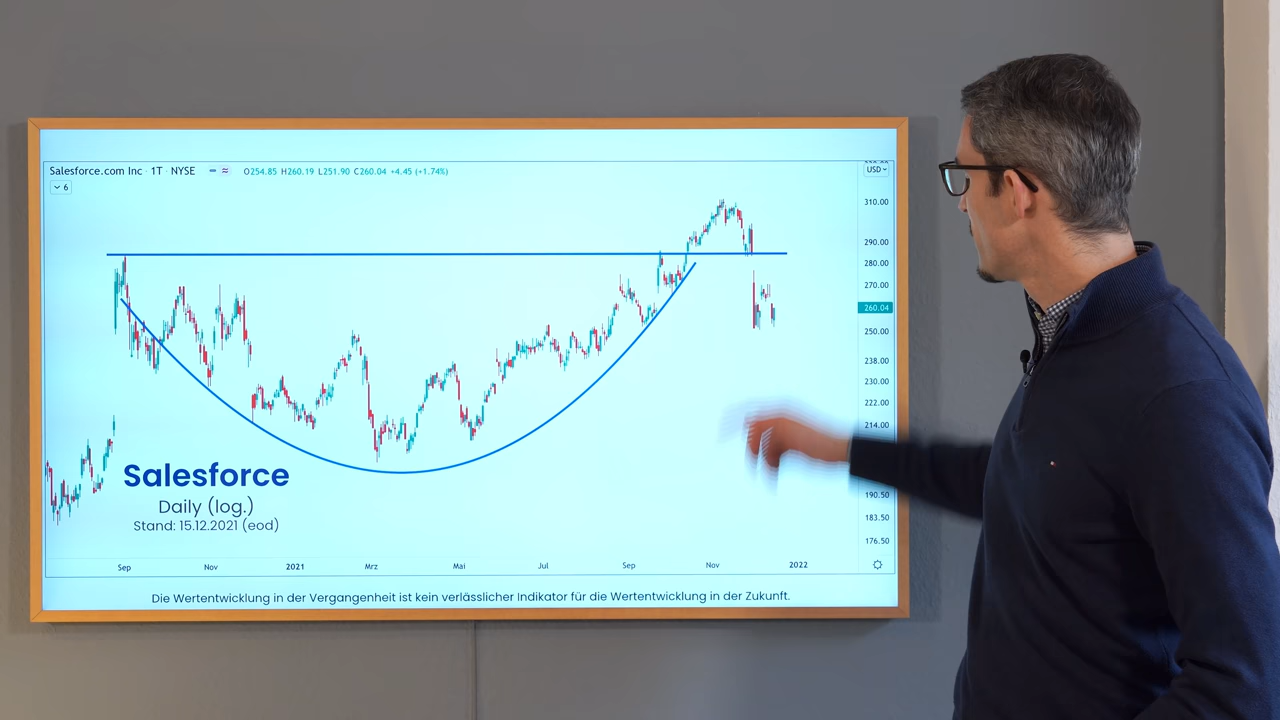 Salesforce.com Inc · 1T · NYSE O254.85 H260.19 L251.90 C260.04 +4.45 (+1.74%)
USD
6
310.00
290.00
280.00
270.00
260.04
250.00
238.00
230.00
222.00
214.00
190.50
183.50
176.50
Salesforce
Daily (log.)
Stand: 15.12.2021 (eod)
Sep Nov 2021 Mrz Mai Jul Sep Nov 2022
Die Wertentwicklung in der Vergangenheit ist kein verlässlicher Indikator für die Wertentwicklung in der Zukunft.